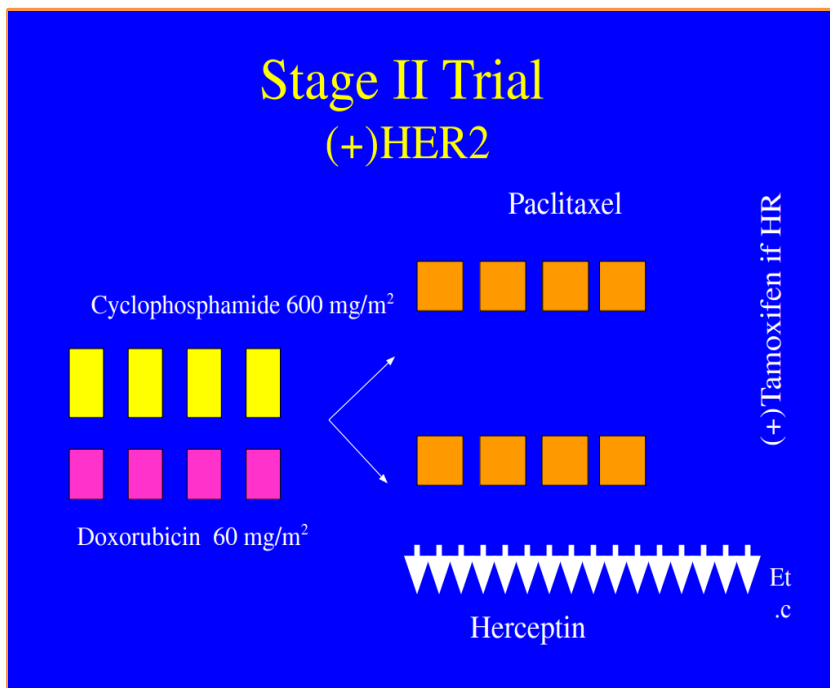 Stage II Trial
(+)HER2
Paclitaxel
Cyclophosphamide 600 mg/m²
Doxorubicin 60 mg/m²
(+)Tamoxifen if HR
Herceptin
Et
.c